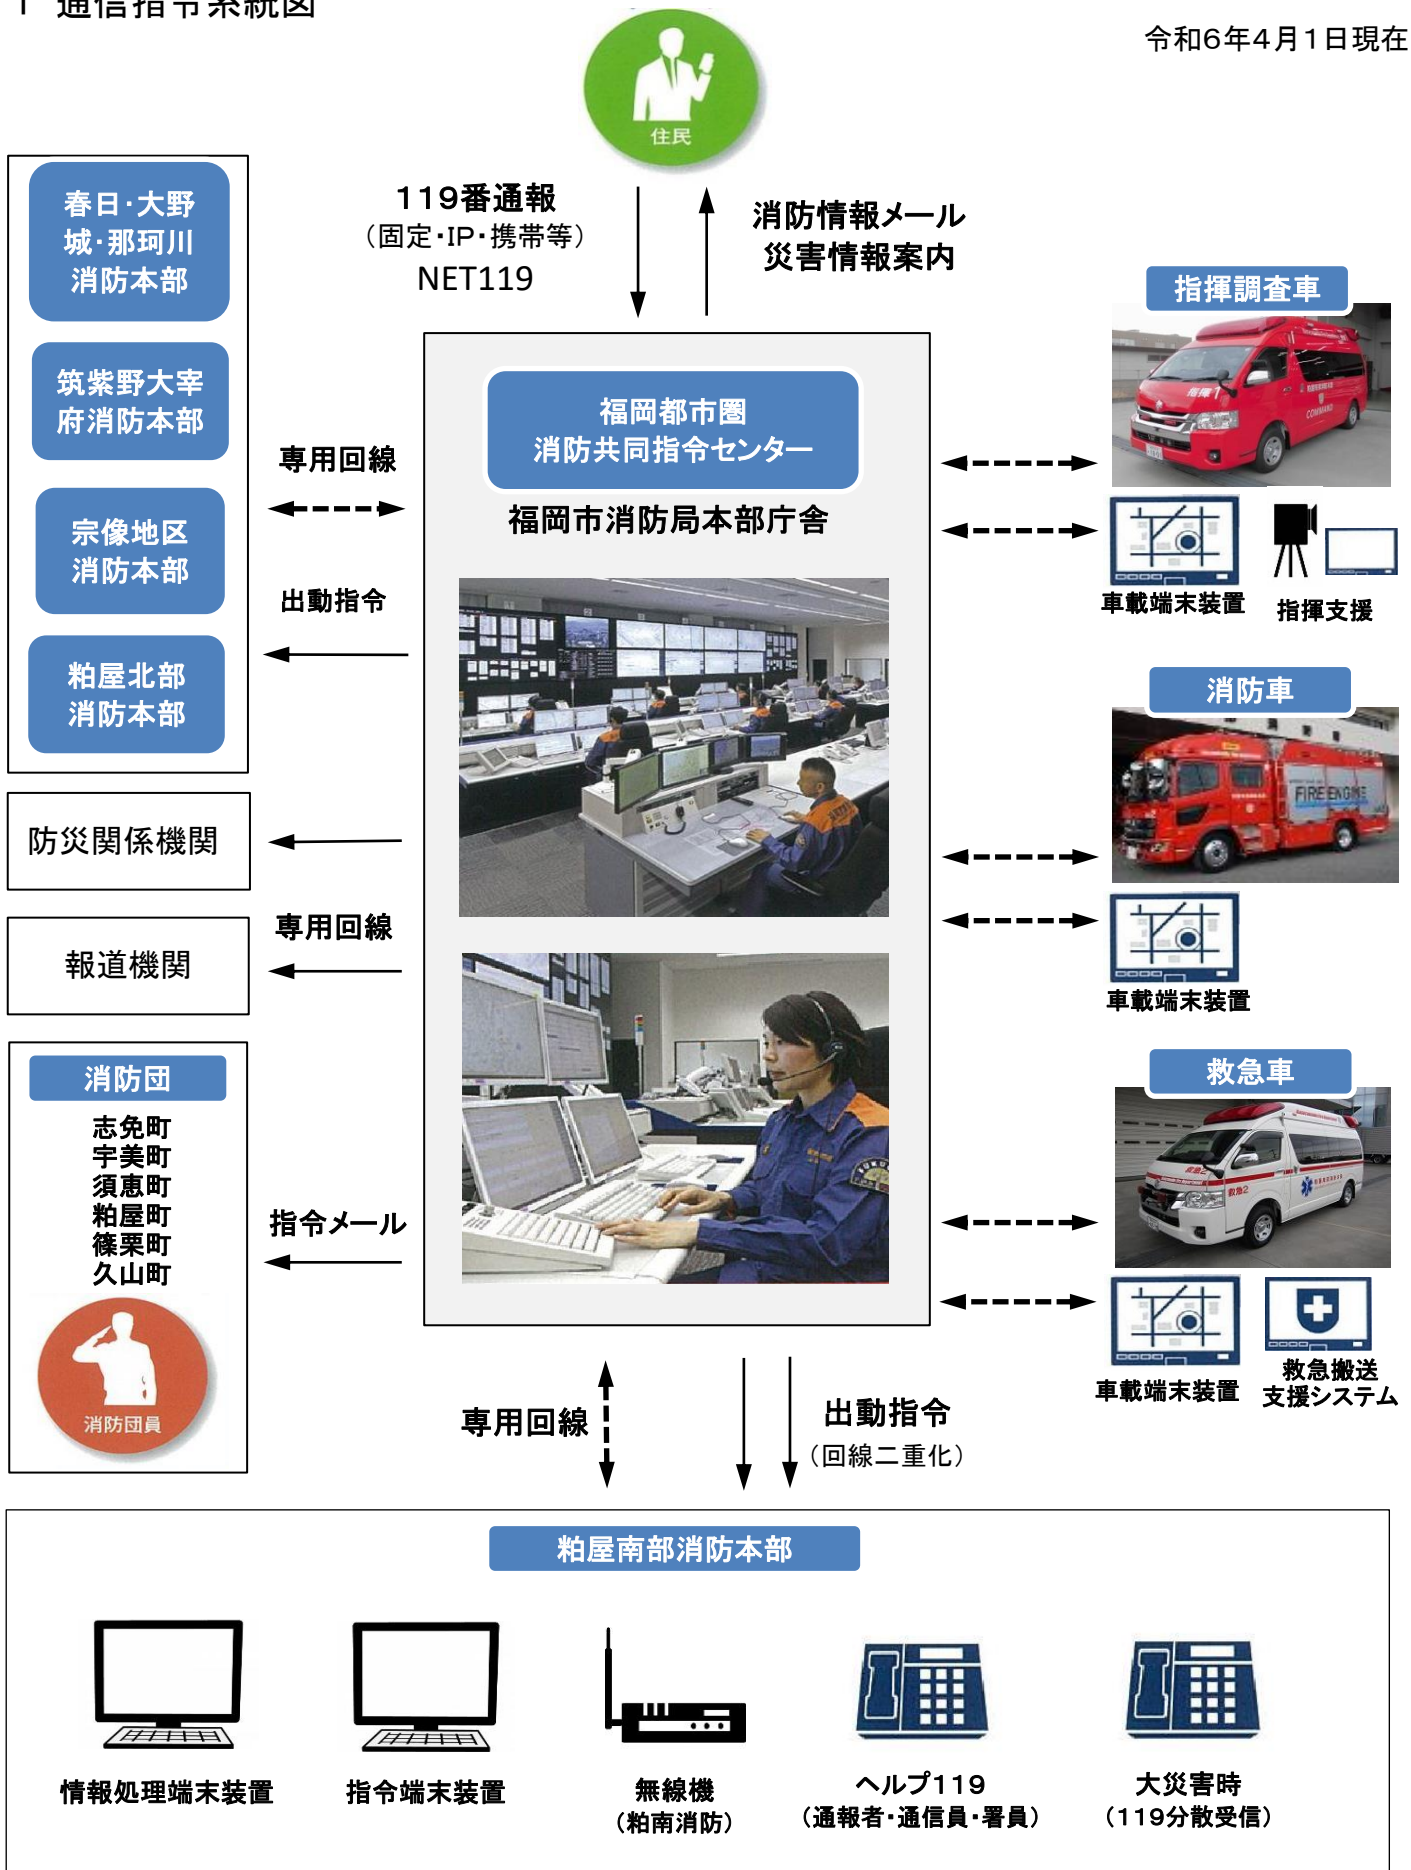 1 通信指令系統図
令和6年4月1日現在
住民
119番通報
（固定・IP・携帯等）
NET119
消防情報メール
災害情報案内
春日・大野
城・那珂川
消防本部
筑紫野大宰
府消防本部
宗像地区
消防本部
粕屋北部
消防本部
専用回線
出動指令
福岡都市圏
消防共同指令センター
福岡市消防局本部庁舎
指揮調査車
指揮1
COMMAND
車載端末装置
指揮支援
消防車
FIRE ENGINE
車載端末装置
防災関係機関
報道機関
専用回線
消防団
志免町
宇美町
須恵町
粕屋町
篠栗町
久山町
消防団員
指令メール
救急車
救急2
救急2
車載端末装置
救急搬送
支援システム
専用回線
出動指令
（回線二重化）
粕屋南部消防本部
情報処理端末装置
指令端末装置
無線機
（粕南消防）
ヘルプ119
（通報者・通信員・署員）
大災害時
（119分散受信）